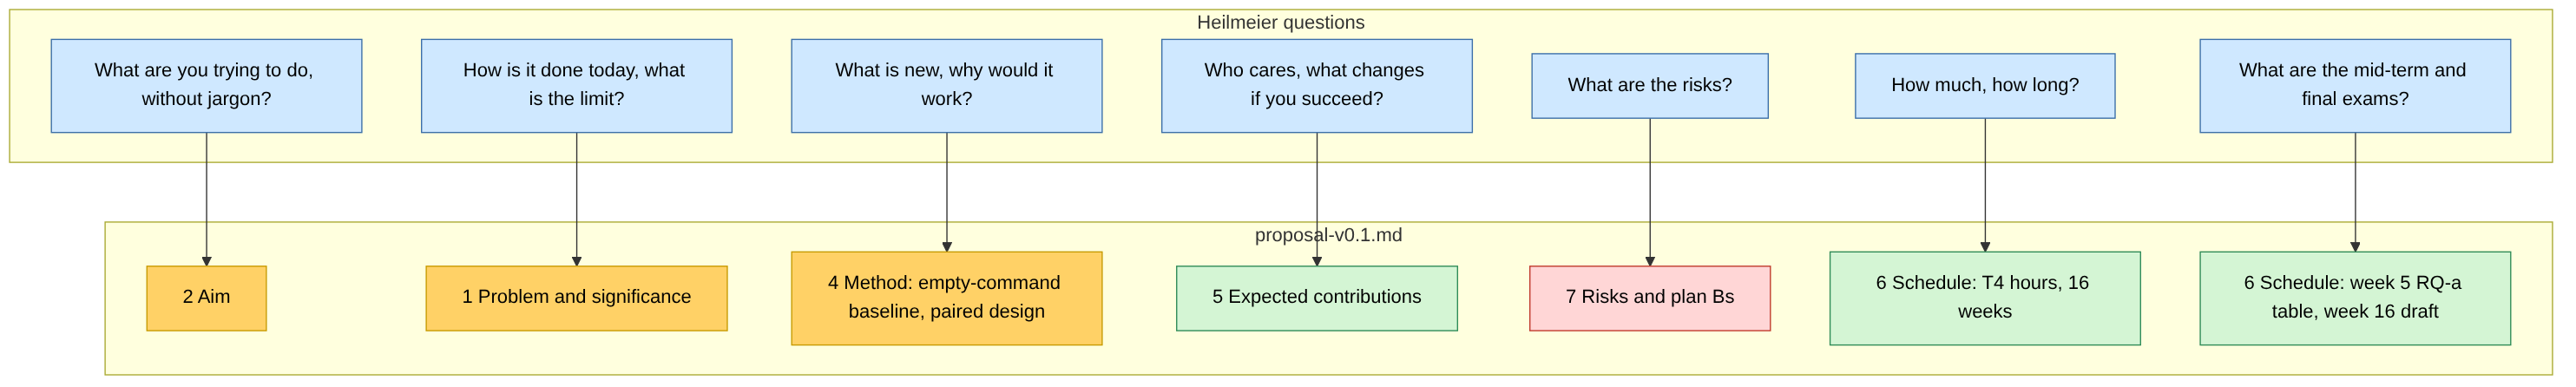 Heilmeier questions
What are you trying to do,
without jargon?
How is it done today, what
is the limit?
What is new, why would it
work?
Who cares, what changes
if you succeed?
What are the risks?
How much, how long?
What are the mid-term and
final exams?
proposal-v0.1.md
2 Aim
1 Problem and significance
4 Method: empty-command
baseline, paired design
5 Expected contributions
7 Risks and plan Bs
6 Schedule: T4 hours, 16
weeks
6 Schedule: week 5 RQ-a
table, week 16 draft